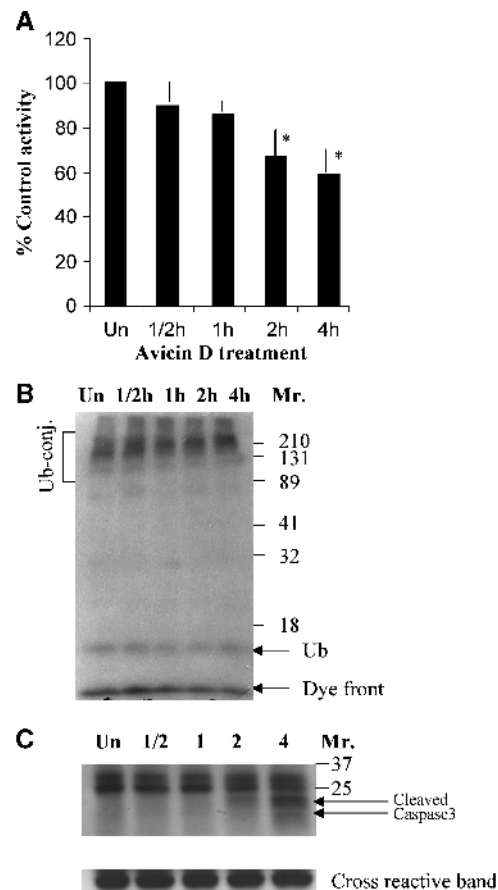 A
% Control activity
120
100
80
60
40
20
0
*
*
Un 1/2h 1h 2h 4h
Avicin D treatment
B
Un 1/2h 1h 2h 4h Mr.
Ub-conj.
210
131
89
41
32
18
Ub
Dye front
C
Un 1/2 1 2 4 Mr.
37
25
Cleaved
Caspase3
Cross reactive band